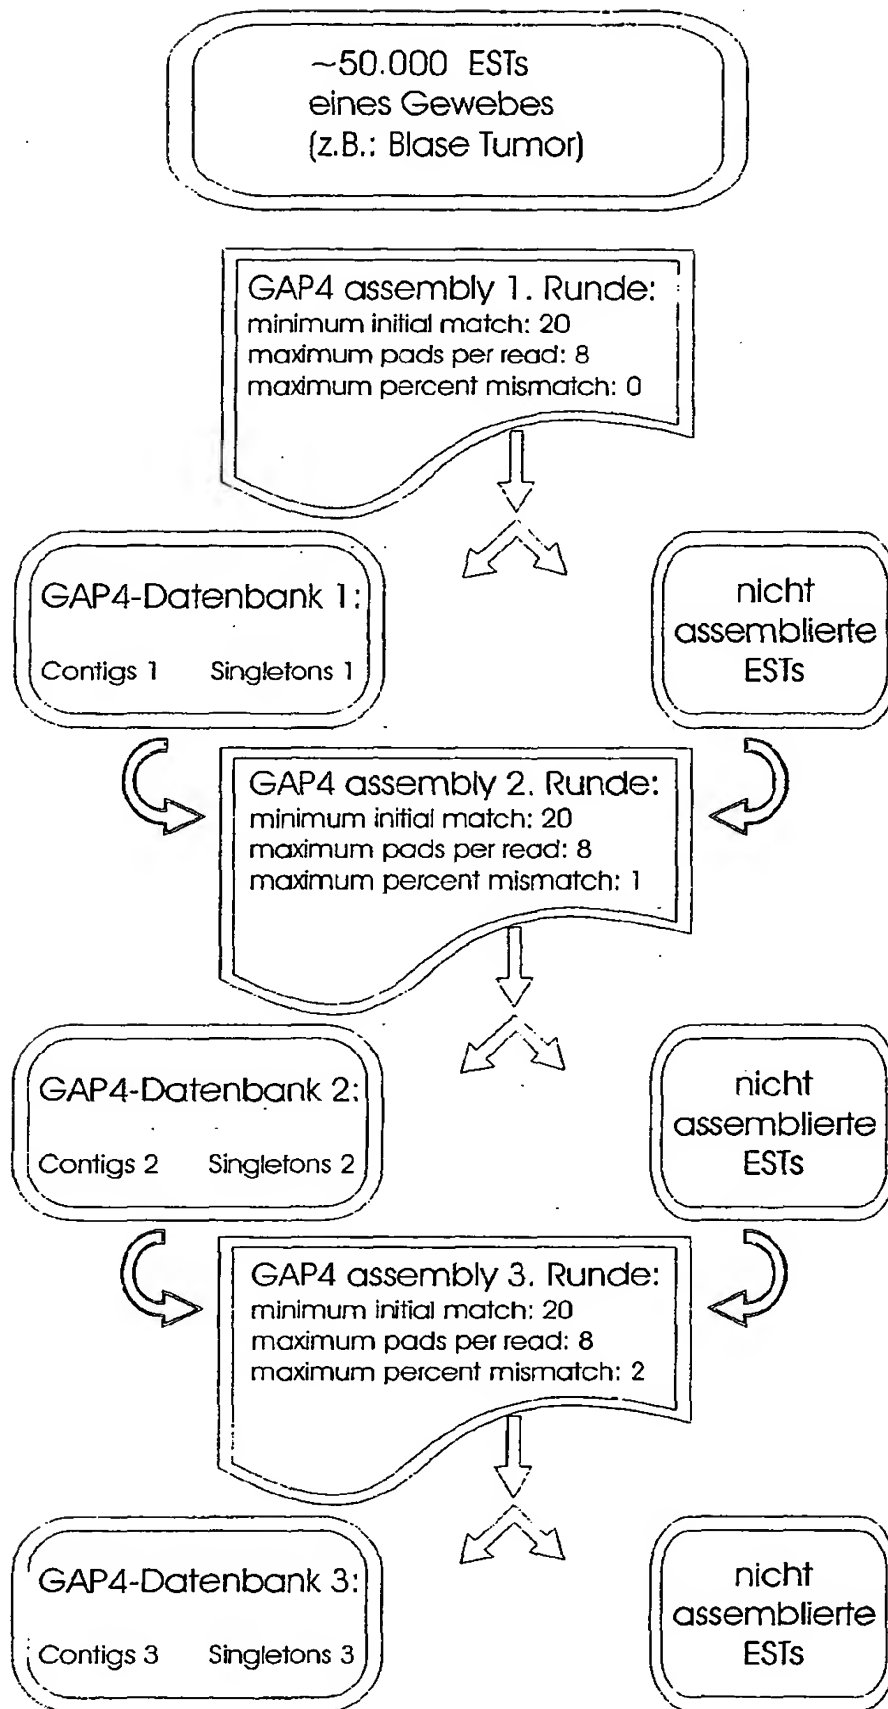 ~50.000 ESTs
eines Gewebes
(z.B.: Blase Tumor)
GAP4 assembly 1. Runde:
minimum initial match: 20
maximum pads per read: 8
maximum percent mismatch: 0
GAP4-Datenbank 1:
Contigs 1 Singletons 1
nicht
assemblierte
ESTs
GAP4 assembly 2. Runde:
minimum initial match: 20
maximum pads per read: 8
maximum percent mismatch: 1
GAP4-Datenbank 2:
Contigs 2 Singletons 2
nicht
assemblierte
ESTs
GAP4 assembly 3. Runde:
minimum initial match: 20
maximum pads per read: 8
maximum percent mismatch: 2
GAP4-Datenbank 3:
Contigs 3 Singletons 3
nicht
assemblierte
ESTs